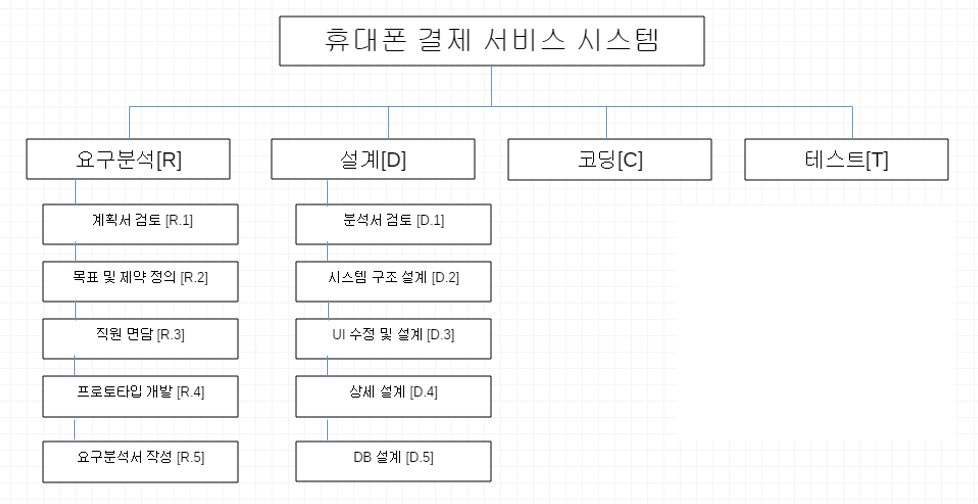 휴대폰 결제 서비스 시스템
요구분석[R]
설계[D]
코딩[C]
테스트[T]
계획서 검토 [R.1]
목표 및 제약 정의 [R.2]
직원 면담 [R.3]
프로토타입 개발 [R.4]
요구분석서 작성 [R.5]
분석서 검토 [D.1]
시스템 구조 설계 [D.2]
UI 수정 및 설계 [D.3]
상세 설계 [D.4]
DB 설계 [D.5]